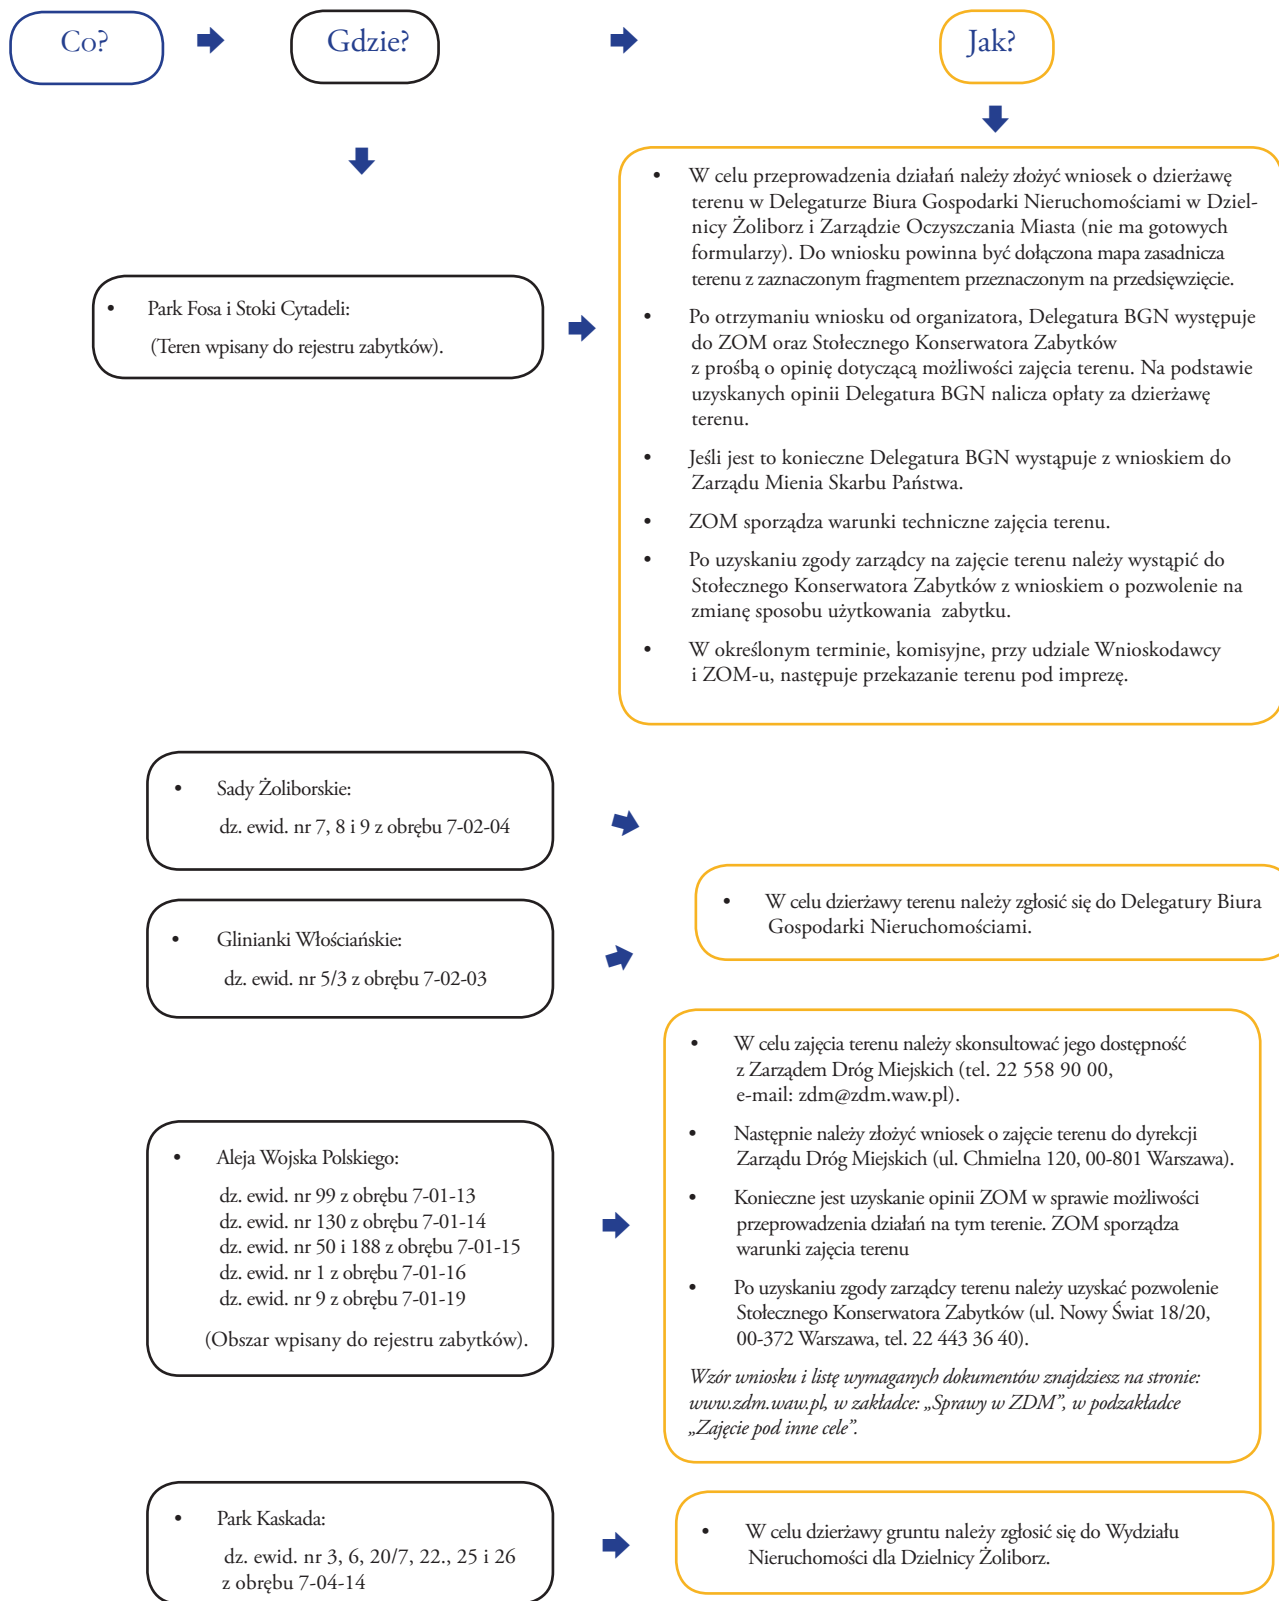 Co?
Gdzie?
Jak?
• W celu przeprowadzenia działań należy złożyć wniosek o dzierżawę
terenu w Delegaturze Biura Gospodarki Nieruchomościami w Dziel-
nicy Żoliborz i Zarządzie Oczyszczania Miasta (nie ma gotowych
formularzy). Do wniosku powinna być dołączona mapa zasadnicza
terenu z zaznaczonym fragmentem przeznaczonym na przedsięwzięcie.
• Park Fosa i Stoki Cytadeli:
(Teren wpisany do rejestru zabytków).
• Po otrzymaniu wniosku od organizatora, Delegatura BGN występuje
do ZOM oraz Stołecznego Konserwatora Zabytków
z prośbą o opinię dotyczącą możliwości zajęcia terenu. Na podstawie
uzyskanych opinii Delegatura BGN nalicza opłaty za dzierżawę
terenu.
• Jeśli jest to konieczne Delegatura BGN wystąpuje z wnioskiem do
Zarządu Mienia Skarbu Państwa.
• ZOM sporządza warunki techniczne zajęcia terenu.
• Po uzyskaniu zgody zarządcy na zajęcie terenu należy wystąpić do
Stołecznego Konserwatora Zabytków z wnioskiem o pozwolenie na
zmianę sposobu użytkowania zabytku.
• W określonym terminie, komisyjne, przy udziale Wnioskodawcy
i ZOM-u, następuje przekazanie terenu pod imprezę.
• Sady Żoliborskie:
dz. ewid. nr 7, 8 i 9 z obrębu 7-02-04
• Glinianki Włościańskie:
dz. ewid. nr 5/3 z obrębu 7-02-03
• W celu dzierżawy terenu należy zgłosić się do Delegatury Biura
Gospodarki Nieruchomościami.
• Aleja Wojska Polskiego:
dz. ewid. nr 99 z obrębu 7-01-13
dz. ewid. nr 130 z obrębu 7-01-14
dz. ewid. nr 50 i 188 z obrębu 7-01-15
dz. ewid. nr 1 z obrębu 7-01-16
dz. ewid. nr 9 z obrębu 7-01-19
(Obszar wpisany do rejestru zabytków).
• W celu zajęcia terenu należy skonsultować jego dostępność
z Zarządem Dróg Miejskich (tel. 22 558 90 00,
e-mail: zdm@zdm.waw.pl).
• Następnie należy złożyć wniosek o zajęcie terenu do dyrekcji
Zarządu Dróg Miejskich (ul. Chmielna 120, 00-801 Warszawa).
• Konieczne jest uzyskanie opinii ZOM w sprawie możliwości
przeprowadzenia działań na tym terenie. ZOM sporządza
warunki zajęcia terenu
• Po uzyskaniu zgody zarządcy terenu należy uzyskać pozwolenie
Stołecznego Konserwatora Zabytków (ul. Nowy Świat 18/20,
00-372 Warszawa, tel. 22 443 36 40).
Wzór wniosku i listę wymaganych dokumentów znajdziesz na stronie:
www.zdm.waw.pl, w zakładce: „Sprawy w ZDM”, w podzakładce
„Zajęcie pod inne cele”.
• Park Kaskada:
dz. ewid. nr 3, 6, 20/7, 22., 25 i 26
z obrębu 7-04-14
• W celu dzierżawy gruntu należy zgłosić się do Wydziału
Nieruchomości dla Dzielnicy Żoliborz.